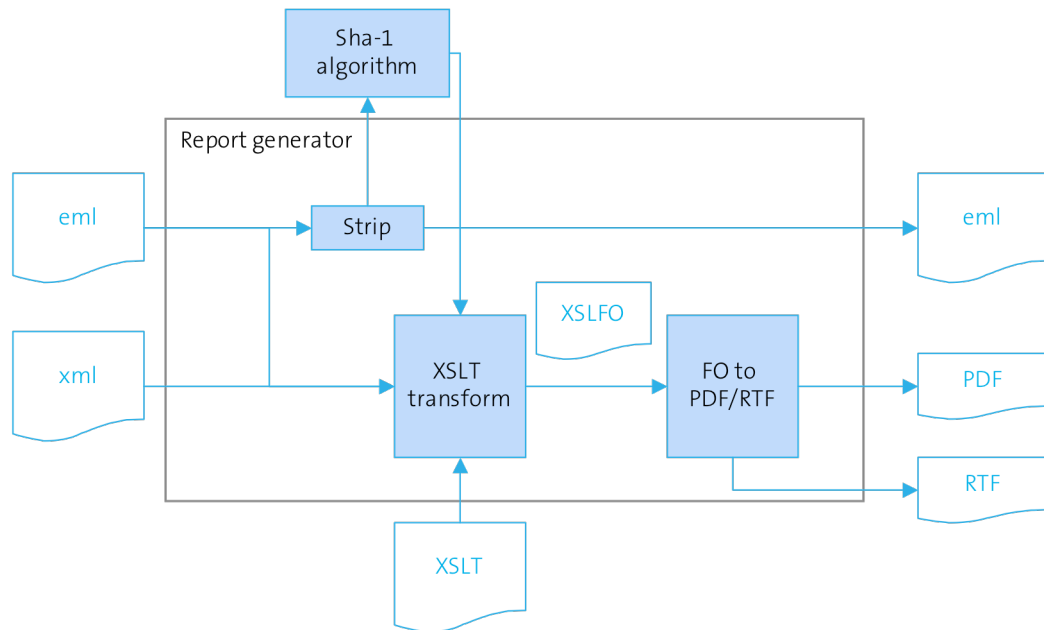 Sha-1
algorithm
Report generator
eml
Strip
eml
XSLFO
xml
XSLT
transform
FO to
PDF/RTF
PDF
RTF
XSLT